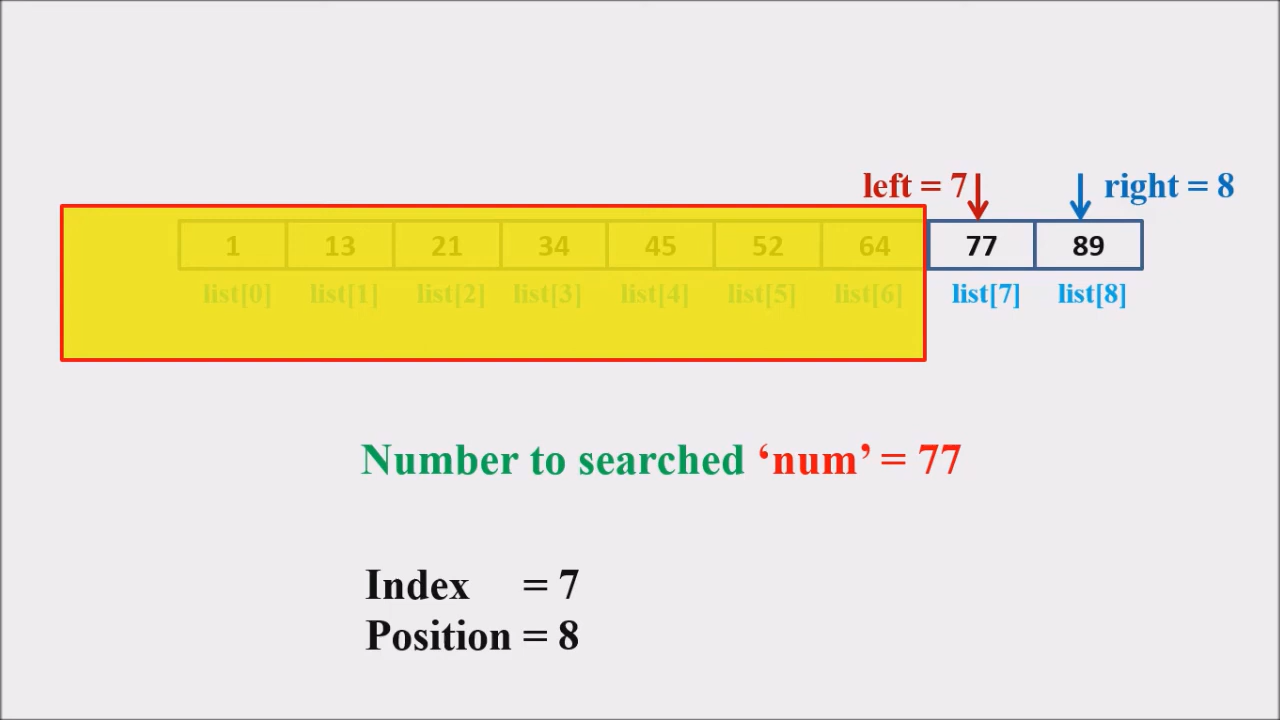 left = 7 right = 8
1 13 21 34 45 52 64 77 89
list[0] list[1] list[2] list[3] list[4] list[5] list[6] list[7] list[8]
Number to searched ‘num’ = 77
Index = 7
Position = 8